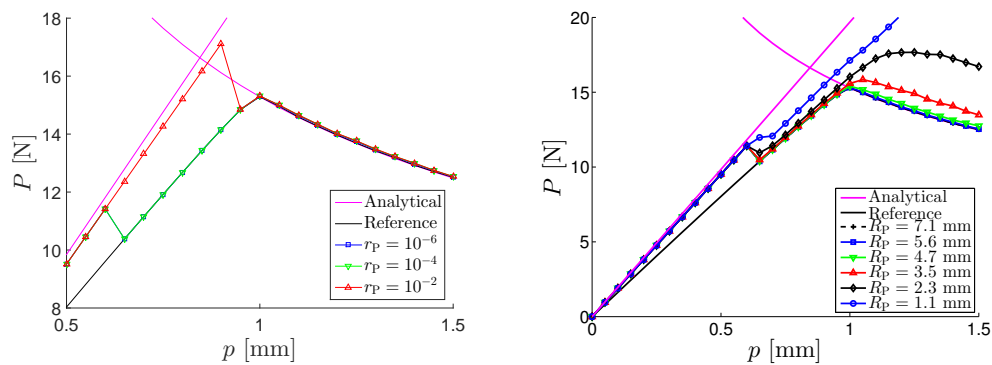 18
16
14
12
10
8
P [N]
0.5
1
1.5
p [mm]
Analytical
Reference
r_P = 10^{-6}
r_P = 10^{-4}
r_P = 10^{-2}
20
15
10
5
0
P [N]
0
0.5
1
1.5
p [mm]
Analytical
Reference
R_P = 7.1 mm
R_P = 5.6 mm
R_P = 4.7 mm
R_P = 3.5 mm
R_P = 2.3 mm
R_P = 1.1 mm